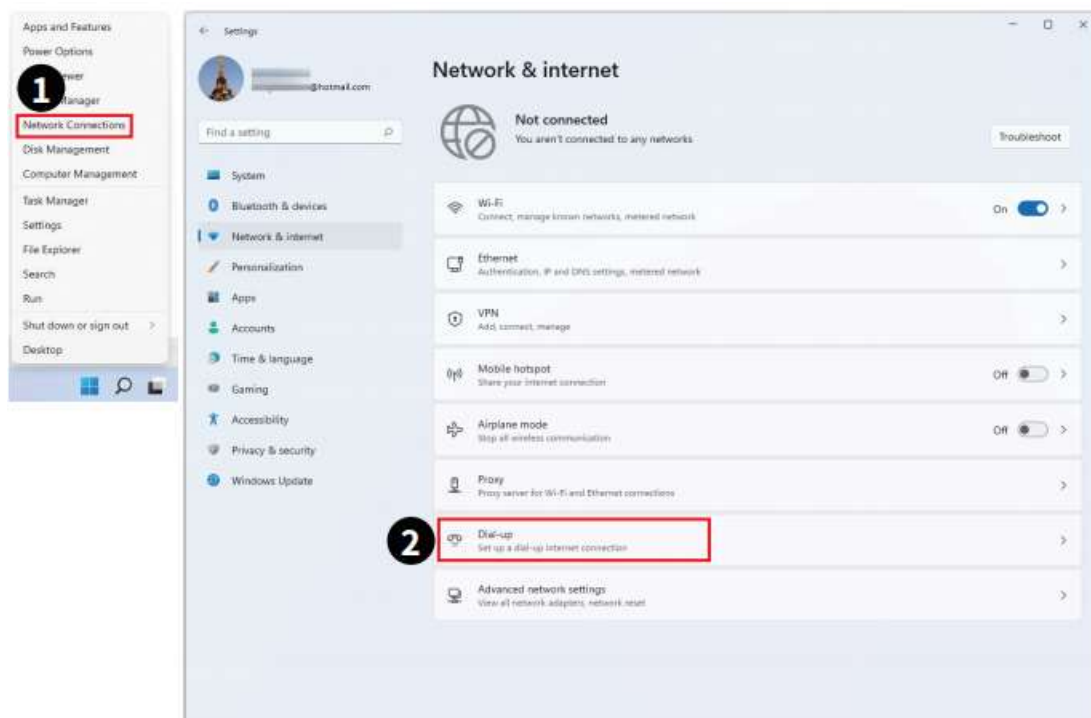 Apps and Features
Power Options
ewer
1
anager
Network Connections
Disk Management
Computer Management
Task Manager
Settings
File Explorer
Search
Run
Shut down or sign out
Desktop
Settings
@hotmail.com
Find a setting
System
Bluetooth & devices
Network & internet
Personalization
Apps
Accounts
Time & language
Gaming
Accessibility
Privacy & security
Windows Update
Network & internet
Not connected
You aren't connected to any networks
Troubleshoot
Wi-Fi
Connect, manage known networks, metered network
On
Ethernet
Authentication, IP and DNS settings, metered network
VPN
Add, connect, manage
Mobile hotspot
Share your internet connection
Off
Airplane mode
Stop all wireless communication
Off
Proxy
Proxy server for Wi-Fi and Ethernet connections
2
Dial-up
Set up a dial-up internet connection
Advanced network settings
View all network adapters, network reset